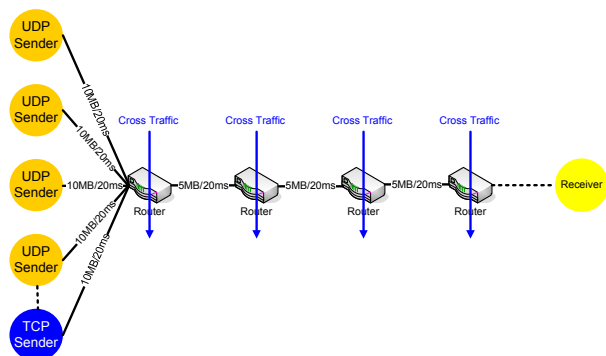 UDP
Sender
10MB/20ms
UDP
Sender
10MB/20ms
Cross Traffic
Cross Traffic
Cross Traffic
Cross Traffic
UDP
Sender
10MB/20ms
Router
5MB/20ms
Router
5MB/20ms
Router
5MB/20ms
Router
Receiver
UDP
Sender
10MB/20ms
10MB/20ms
TCP
Sender